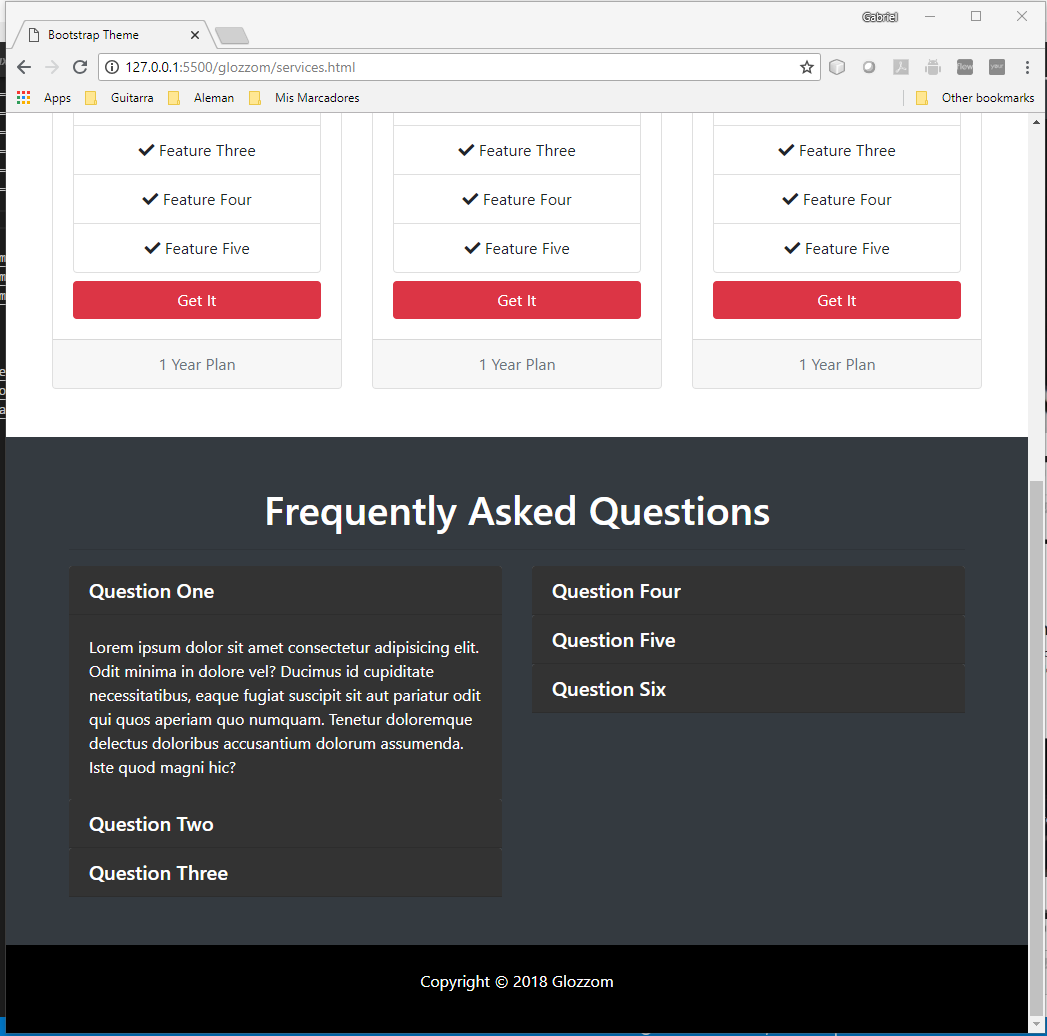 Gabriel
Bootstrap Theme
127.0.0.1:5500/glozzom/services.html
Apps Guitarra Aleman Mis Marcadores Other bookmarks
Feature Three Feature Three Feature Three
Feature Four Feature Four Feature Four
Feature Five Feature Five Feature Five
Get It Get It Get It
1 Year Plan 1 Year Plan 1 Year Plan
Frequently Asked Questions
Question One
Lorem ipsum dolor sit amet consectetur adipisicing elit.
Odit minima in dolore vel? Ducimus id cupiditate
necessitatibus, eaque fugiat suscipit sit aut pariatur odit
qui quos aperiam quo numquam. Tenetur doloremque
delectus doloribus accusantium dolorum assumenda.
Iste quod magni hic?
Question Two
Question Three
Question Four
Question Five
Question Six
Copyright © 2018 Glozzom